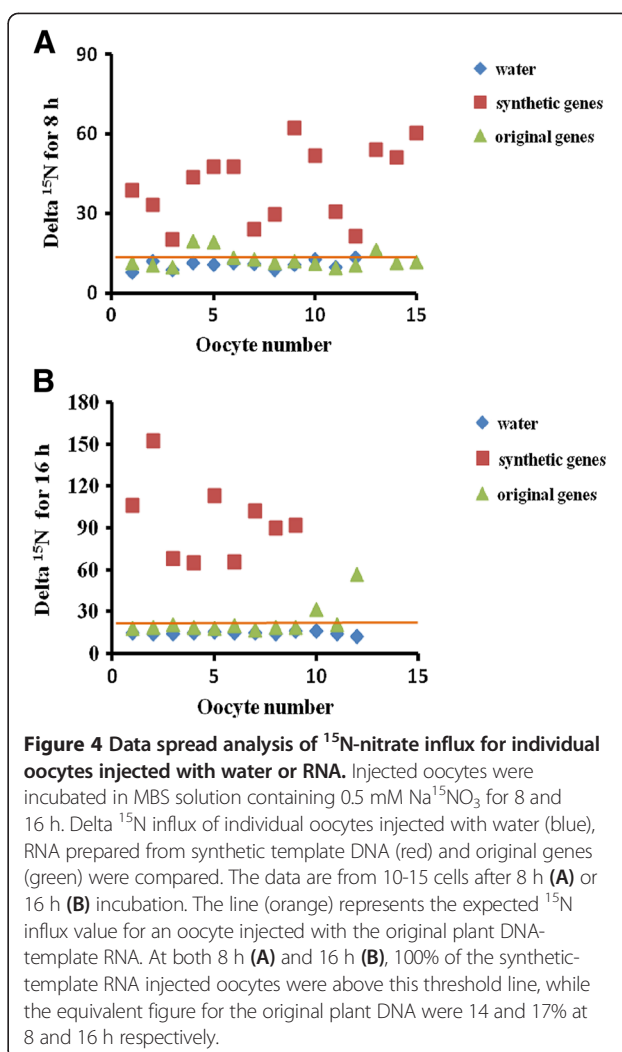 A
90
60
30
0
Delta ¹⁵N for 8 h
0 5 10 15
Oocyte number
water
synthetic genes
original genes
B
180
150
120
90
60
30
0
Delta ¹⁵N for 16 h
0 5 10 15
Oocyte number
water
synthetic genes
original genes
Figure 4 Data spread analysis of ¹⁵N-nitrate influx for individual
oocytes injected with water or RNA. Injected oocytes were
incubated in MBS solution containing 0.5 mM Na¹⁵NO₃ for 8 and
16 h. Delta ¹⁵N influx of individual oocytes injected with water (blue),
RNA prepared from synthetic template DNA (red) and original genes
(green) were compared. The data are from 10-15 cells after 8 h (A) or
16 h (B) incubation. The line (orange) represents the expected ¹⁵N
influx value for an oocyte injected with the original plant DNA-
template RNA. At both 8 h (A) and 16 h (B), 100% of the synthetic-
template RNA injected oocytes were above this threshold line, while
the equivalent figure for the original plant DNA were 14 and 17% at
8 and 16 h respectively.